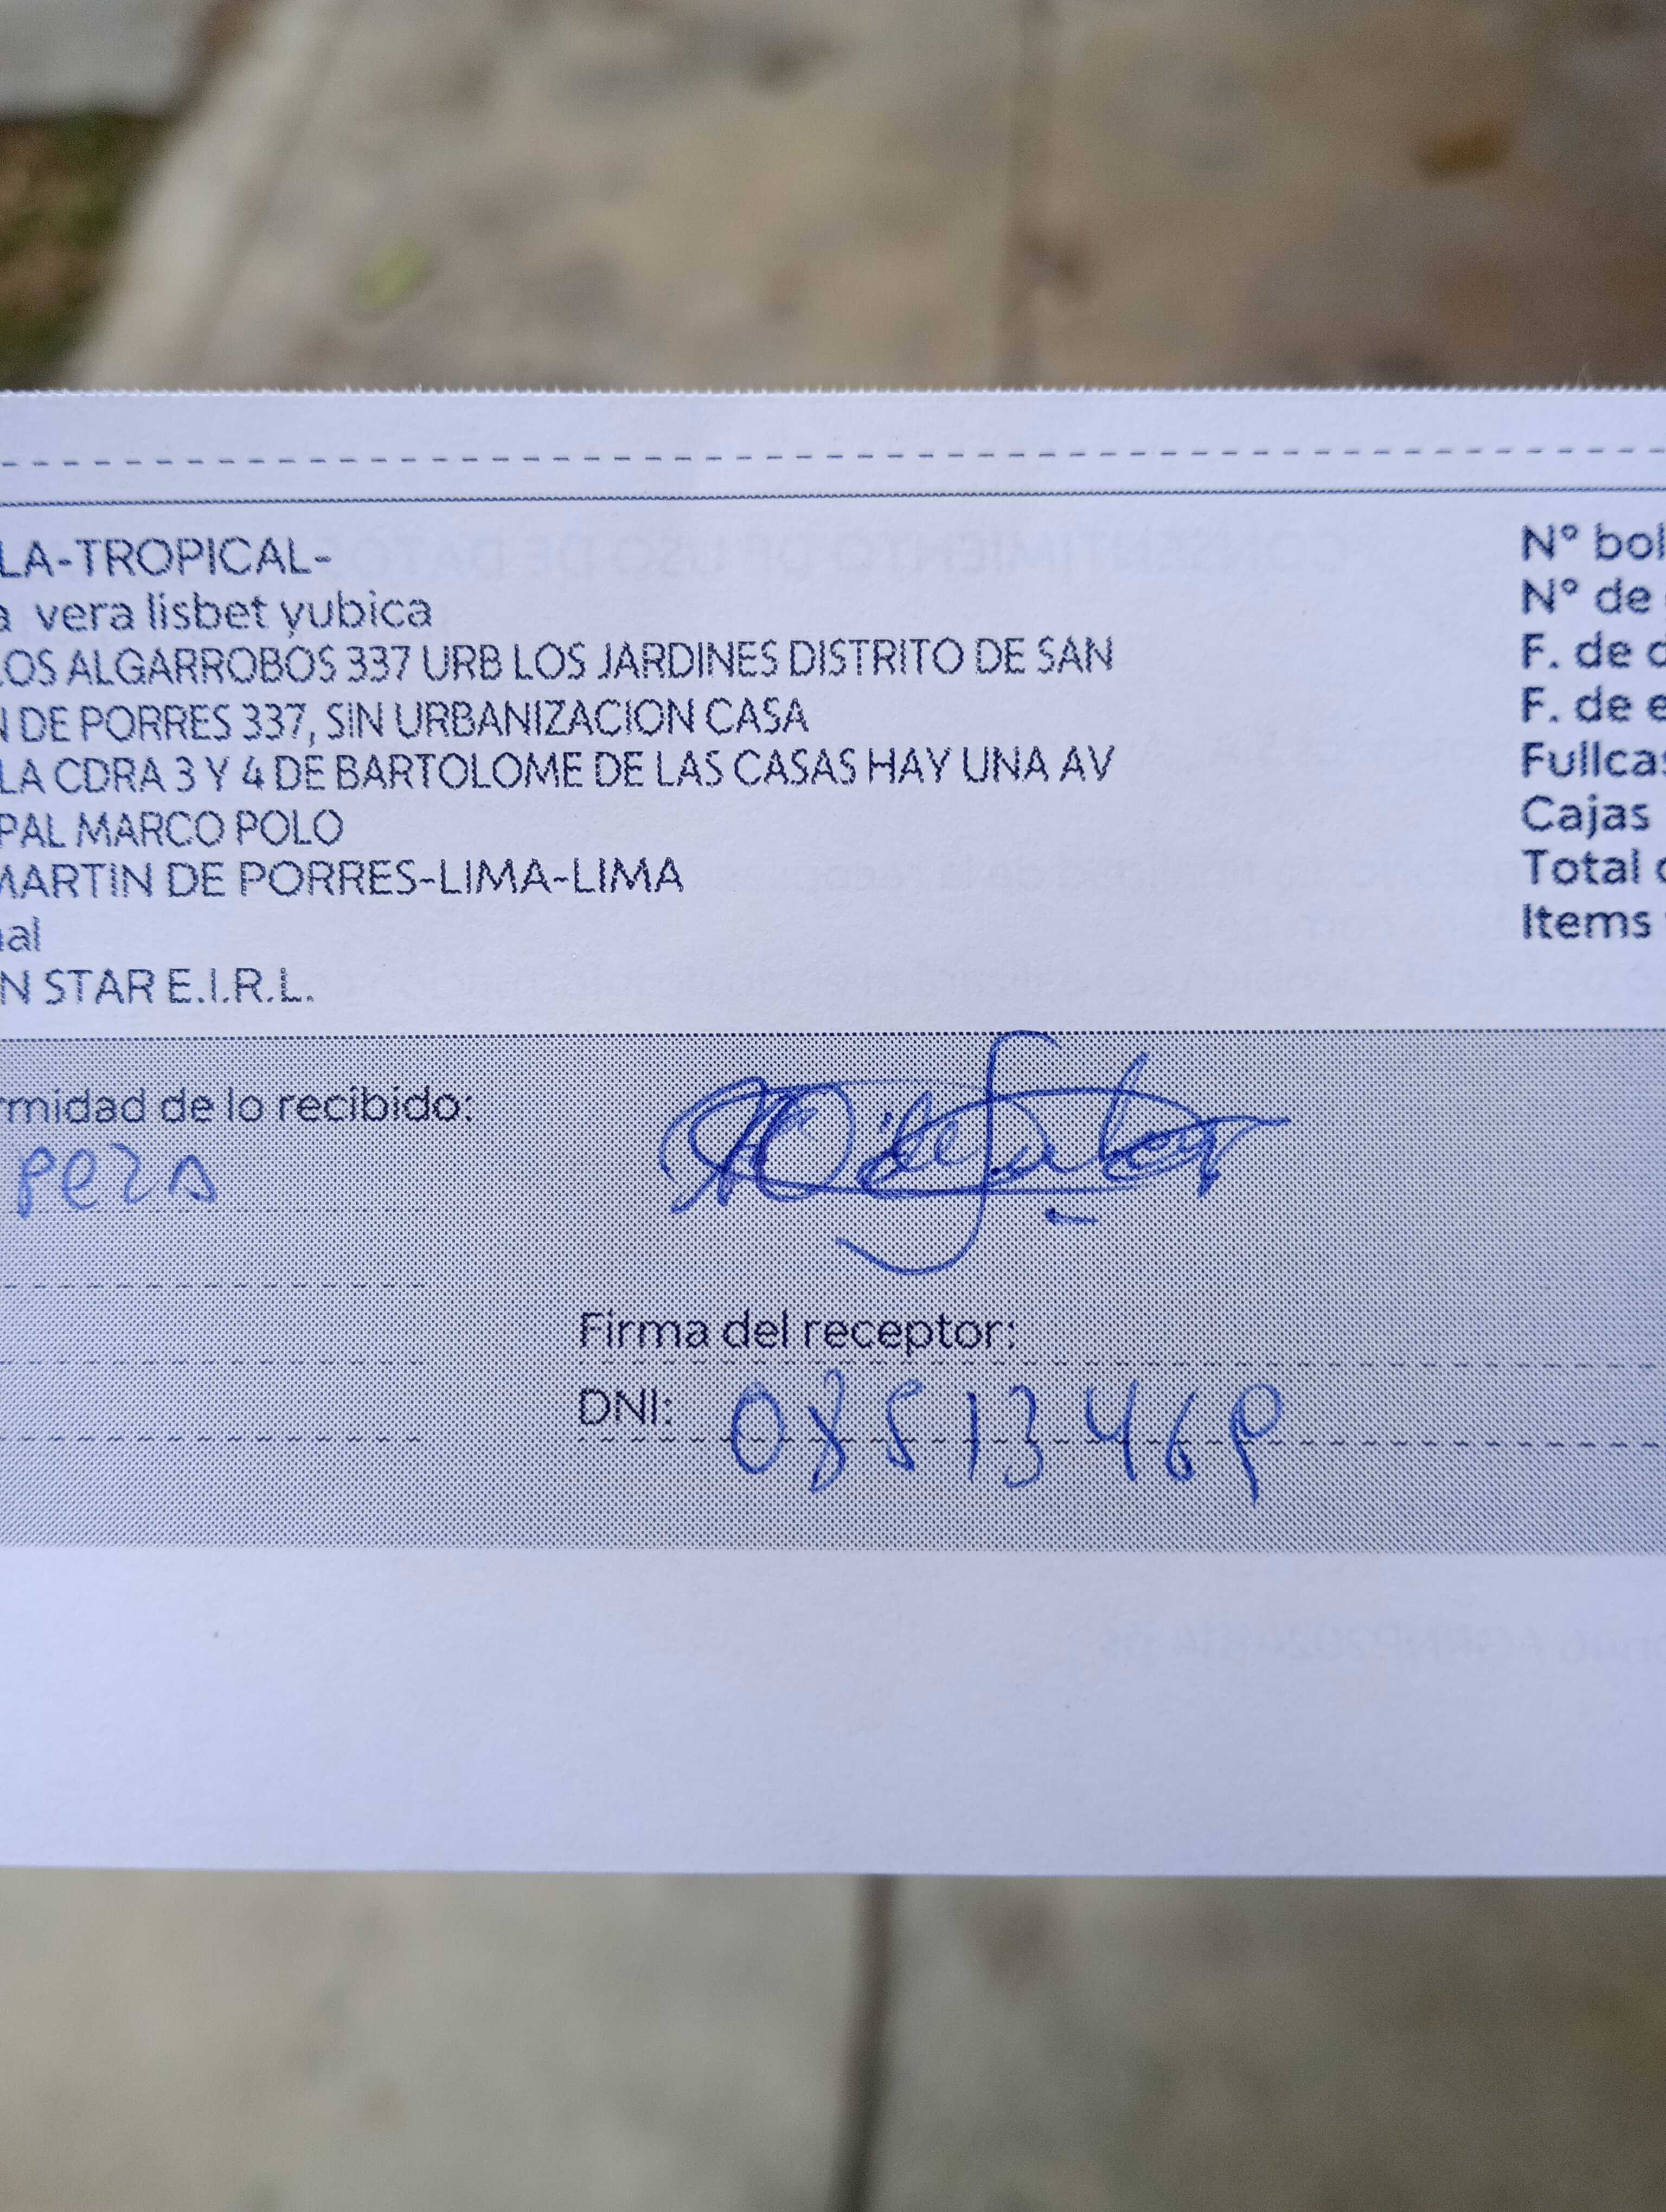 LA-TROPICAL-
a vera lisbet yubica
LOS ALGARROBOS 337 URB LOS JARDINES DISTRITO DE SAN
N DE PORRES 337, SIN URBANIZACION CASA
LA CDRA 3 Y 4 DE BARTOLOME DE LAS CASAS HAY UNA AV
PAL MARCO POLO
MARTIN DE PORRES-LIMA-LIMA
nal
N STAR E.I.R.L.
N° bol
N° de
F. de d
F. de e
Fullcas
Cajas
Total d
Items
rmidad de lo recibido:
Firma del receptor:
DNI: 08513469